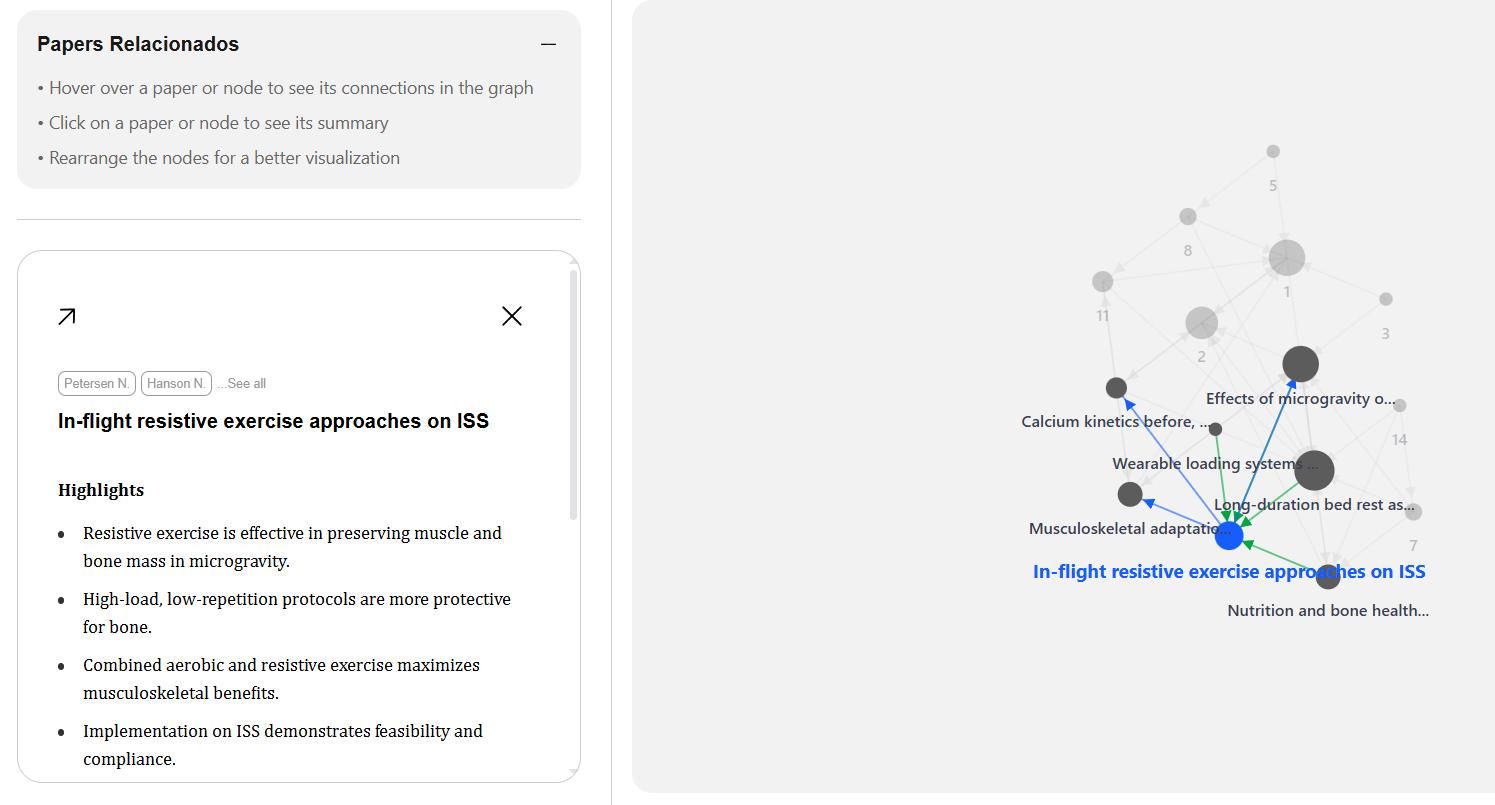 Papers Relacionados
• Hover over a paper or node to see its connections in the graph
• Click on a paper or node to see its summary
• Rearrange the nodes for a better visualization
Petersen N. Hanson N. ...See all
In-flight resistive exercise approaches on ISS
Highlights
• Resistive exercise is effective in preserving muscle and
bone mass in microgravity.
• High-load, low-repetition protocols are more protective
for bone.
• Combined aerobic and resistive exercise maximizes
musculoskeletal benefits.
• Implementation on ISS demonstrates feasibility and
compliance.
5
8
1
11
3
2
Effects of microgravity o...
Calcium kinetics before, ...
14
Wearable loading systems ...
Long-duration bed rest as...
Musculoskeletal adaptatio...
7
In-flight resistive exercise approaches on ISS
Nutrition and bone health...